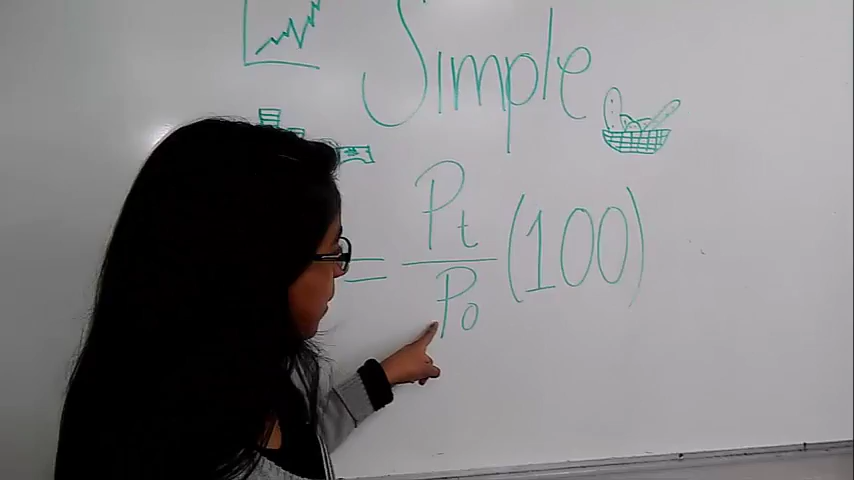 Simple
= Pt
Po (100)